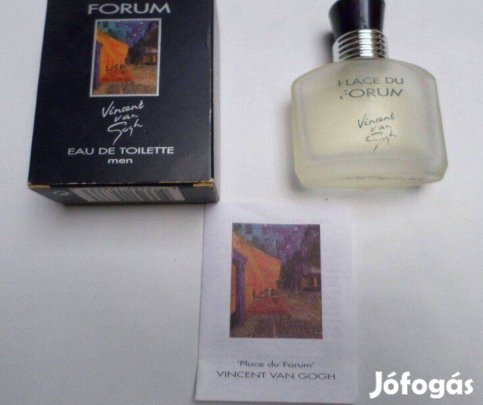 FORUM
Vincent
van
Gogh
EAU DE TOILETTE
men
PLACE DU
FORUM
Vincent
van
Gogh
'Place du Forum'
VINCENT VAN GOGH
Jófogás